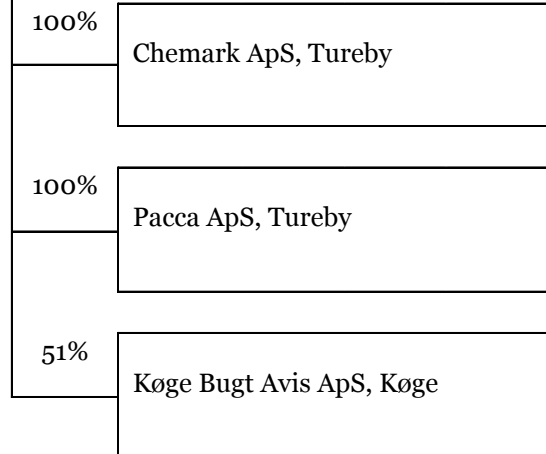 100%
Chemark ApS, Tureby
100%
Pacca ApS, Tureby
51%
Køge Bugt Avis ApS, Køge